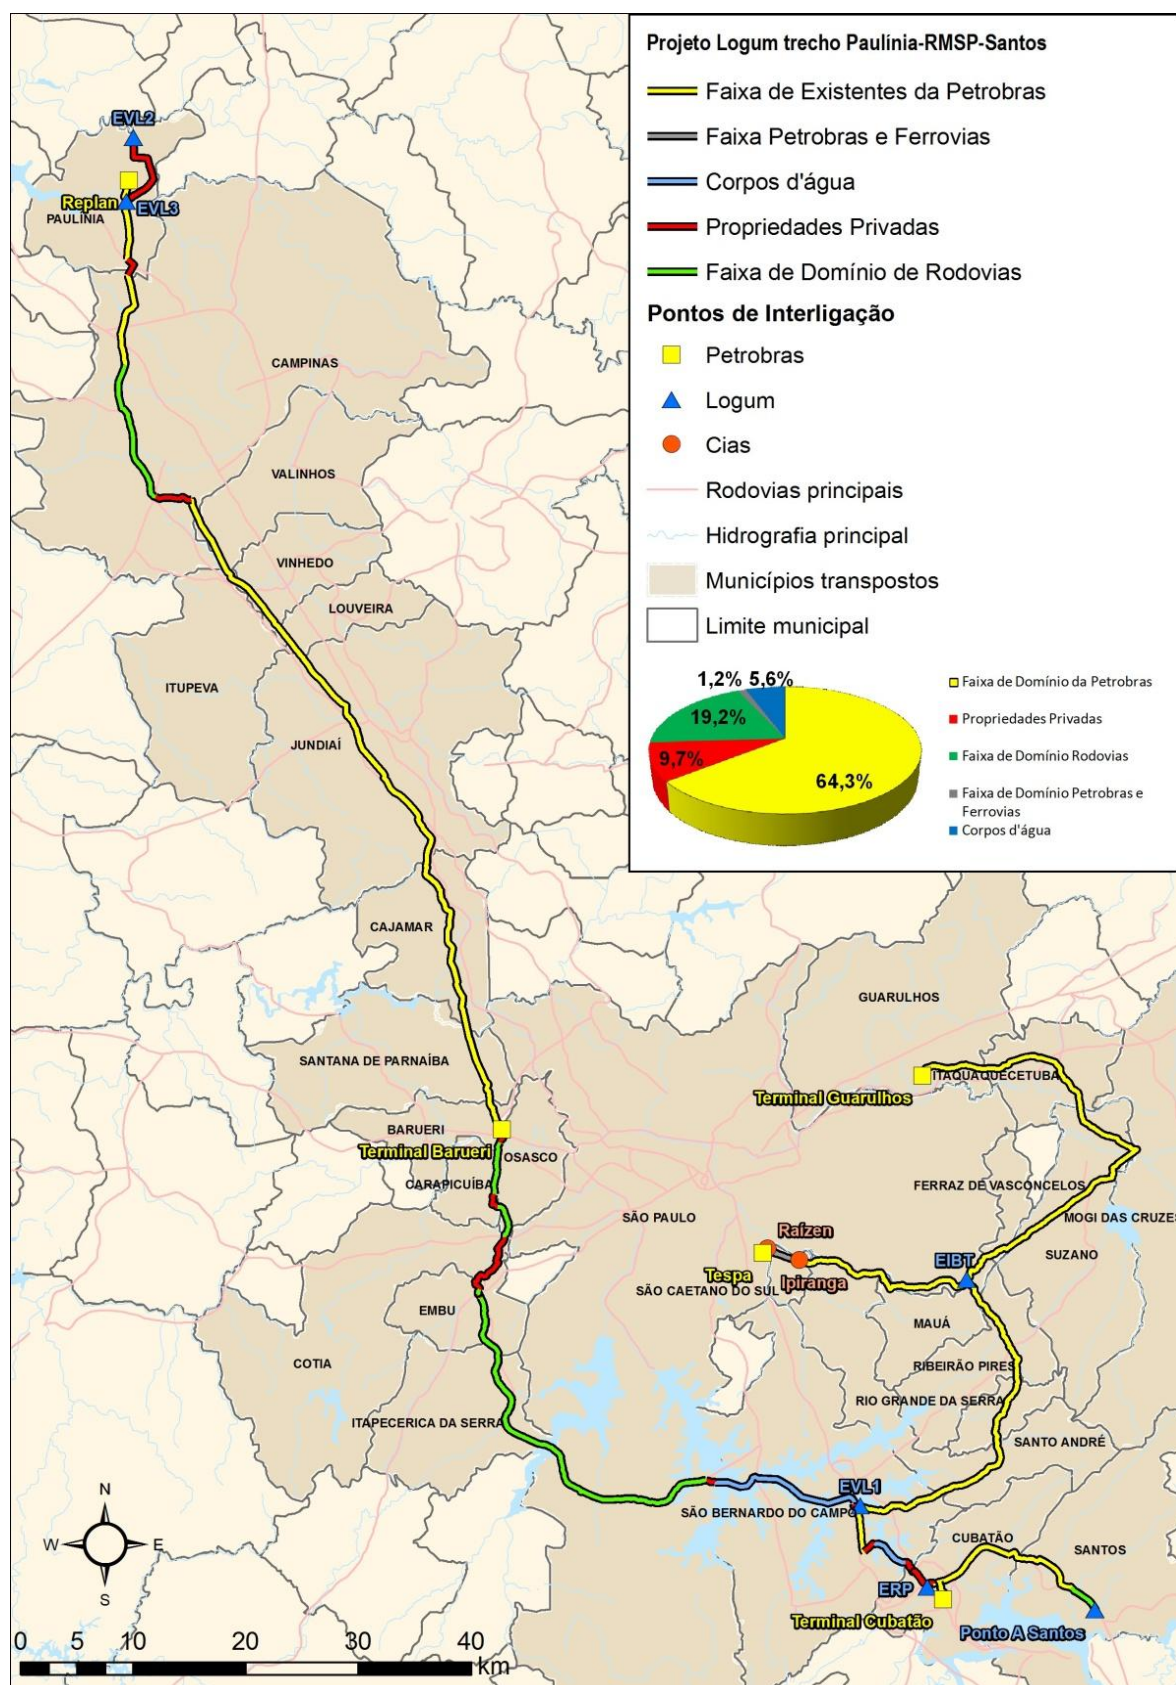 Projeto Logum trecho Paulínia-RMSP-Santos
Faixa de Existentes da Petrobras
Faixa Petrobras e Ferrovias
Corpos d'água
Propriedades Privadas
Faixa de Domínio de Rodovias
Pontos de Interligação
Petrobras
Logum
Cias
Rodovias principais
Hidrografia principal
Municípios transpostos
Limite municipal
1,2%
5,6%
19,2%
9,7%
64,3%
Faixa de Domínio da Petrobras
Propriedades Privadas
Faixa de Domínio Rodovias
Faixa de Domínio Petrobras e
Ferrovias
Corpos d'água
EVL2
Replan
EVL3
PAULÍNIA
CAMPINAS
VALINHOS
VINHEDO
LOUVEIRA
ITUPEVA
JUNDIAÍ
CAJAMAR
GUARULHOS
SANTANA DE PARNAÍBA
ITAQUAQUECETUBA
Terminal Guarulhos
BARUERI
Terminal Barueri
OSASCO
CARAPICUÍBA
FERRAZ DE VASCONCELOS
MOGI DAS CRUZES
SÃO PAULO
Raízen
EIBT
SUZANO
Tespa
Ipiranga
SÃO CAETANO DO SUL
EMBU
MAUÁ
COTIA
RIBEIRÃO PIRES
RIO GRANDE DA SERRA
ITAPECERICA DA SERRA
SANTO ANDRÉ
EVL1
SÃO BERNARDO DO CAMPO
CUBATÃO
SANTOS
ERP
Terminal Cubatão
Ponto A Santos
N
W
E
S
0 5 10 20 30 40
km